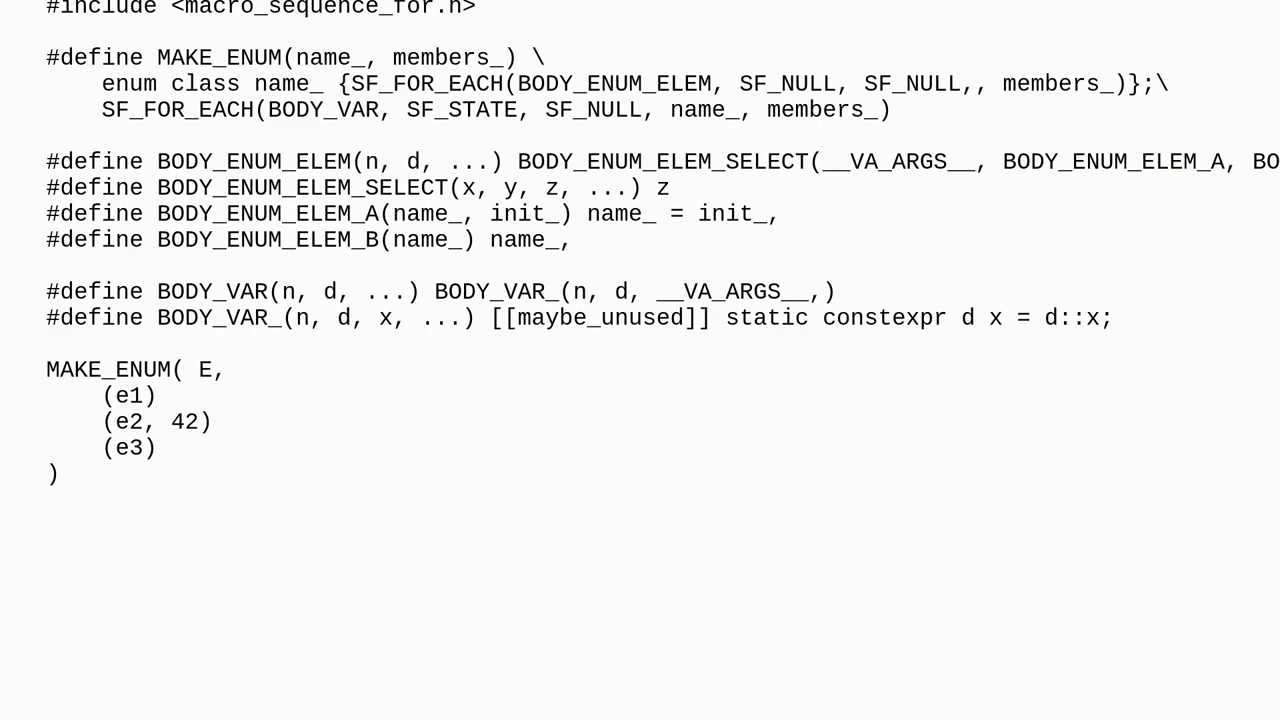 #include <macro_sequence_for.h>
#define MAKE_ENUM(name_, members_) \
    enum class name_ {SF_FOR_EACH(BODY_ENUM_ELEM, SF_NULL, SF_NULL,, members_)};\
    SF_FOR_EACH(BODY_VAR, SF_STATE, SF_NULL, name_, members_)
#define BODY_ENUM_ELEM(n, d, ...) BODY_ENUM_ELEM_SELECT(__VA_ARGS__, BODY_ENUM_ELEM_A, BO
#define BODY_ENUM_ELEM_SELECT(x, y, z, ...) z
#define BODY_ENUM_ELEM_A(name_, init_) name_ = init_,
#define BODY_ENUM_ELEM_B(name_) name_,
#define BODY_VAR(n, d, ...) BODY_VAR_(n, d, __VA_ARGS__,)
#define BODY_VAR_(n, d, x, ...) [[maybe_unused]] static constexpr d x = d::x;
MAKE_ENUM( E,
    (e1)
    (e2, 42)
    (e3)
)